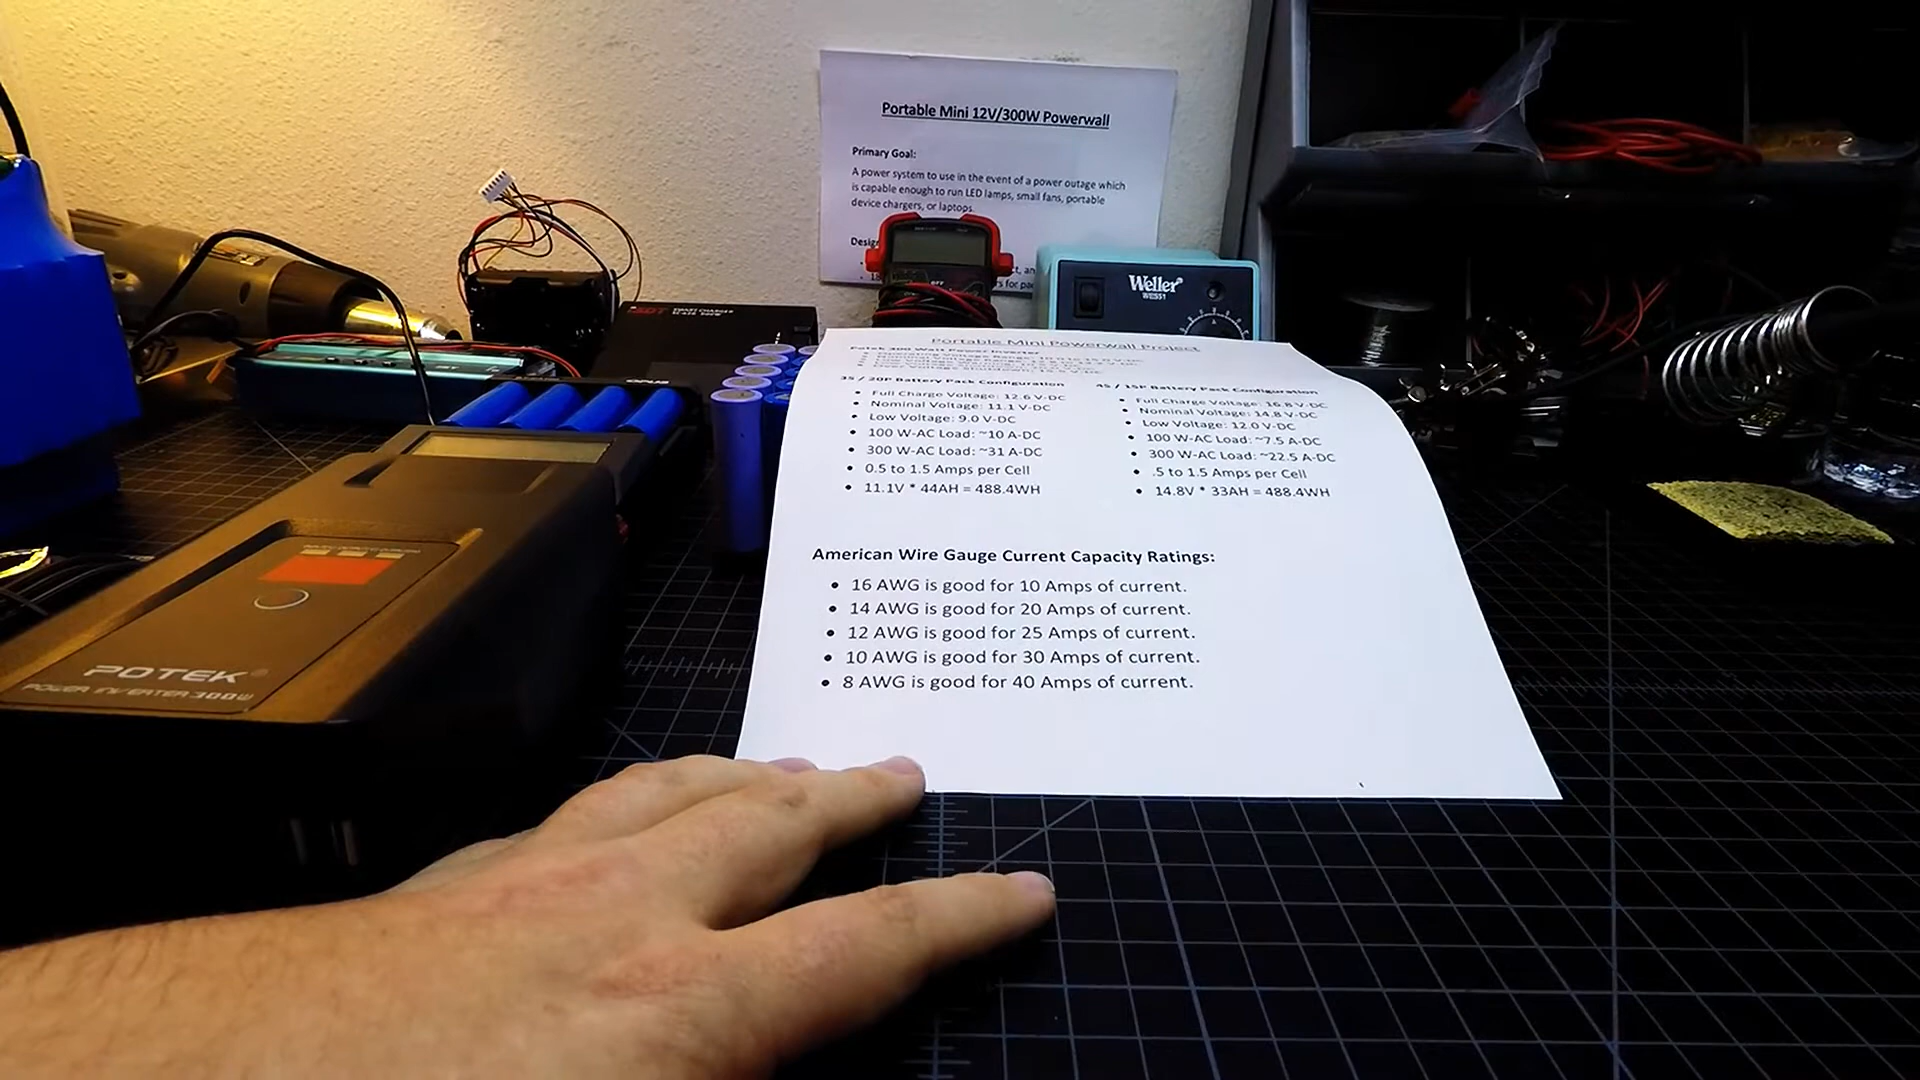 Portable Mini 12V/300W Powerwall
Primary Goal:
A power system to use in the event of a power outage which
is capable enough to run LED lamps, small fans, portable
device chargers, or laptops.
Weller
WES51
SMART CHARGER
Portable Mini Powerwall Project
Potek 300 Watt Power Inverter
3S / 20P Battery Pack Configuration
Full Charge Voltage: 12.6 V-DC
Nominal Voltage: 11.1 V-DC
Low Voltage: 9.0 V-DC
100 W-AC Load: ~10 A-DC
300 W-AC Load: ~31 A-DC
0.5 to 1.5 Amps per Cell
11.1V * 44AH = 488.4WH
4S / 15P Battery Pack Configuration
Full Charge Voltage: 16.8 V-DC
Nominal Voltage: 14.8 V-DC
Low Voltage: 12.0 V-DC
100 W-AC Load: ~7.5 A-DC
300 W-AC Load: ~22.5 A-DC
.5 to 1.5 Amps per Cell
14.8V * 33AH = 488.4WH
American Wire Gauge Current Capacity Ratings:
16 AWG is good for 10 Amps of current.
14 AWG is good for 20 Amps of current.
12 AWG is good for 25 Amps of current.
10 AWG is good for 30 Amps of current.
8 AWG is good for 40 Amps of current.
POTEK
POWER INVERTER 300W